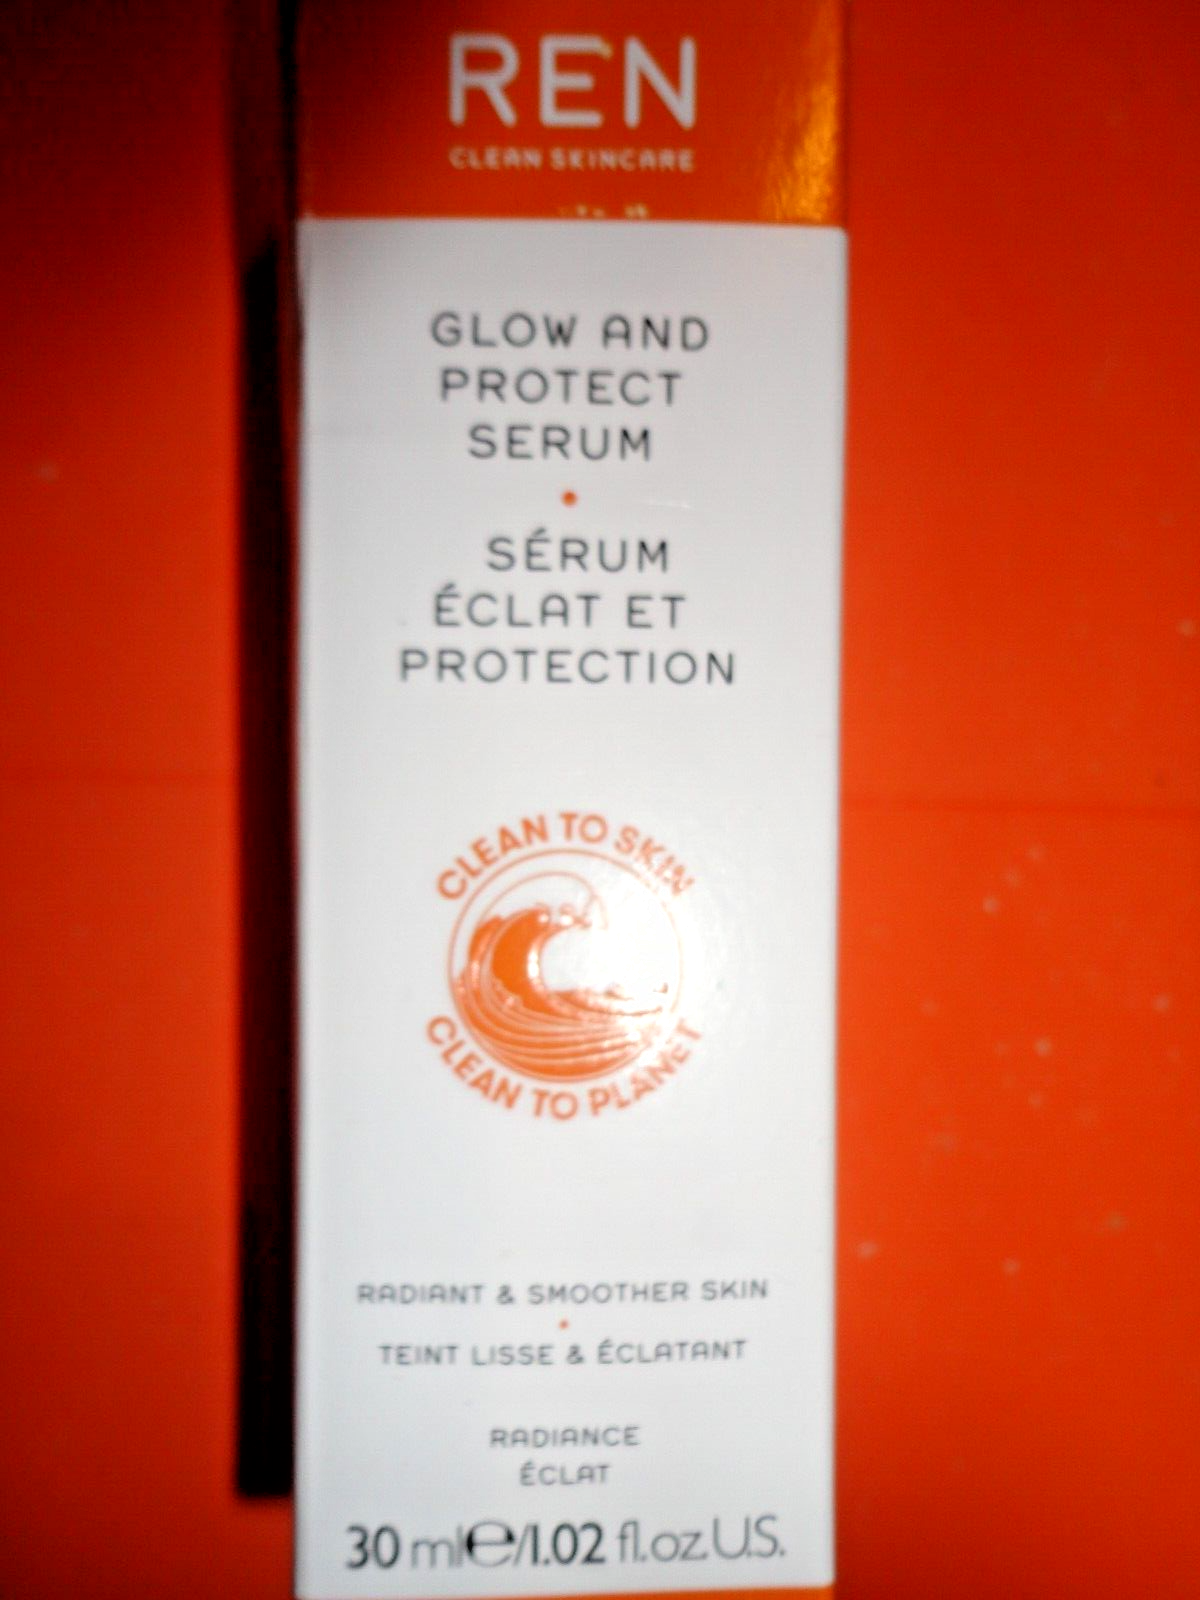 REN
CLEAN SKINCARE
GLOW AND
PROTECT
SERUM
•
SÉRUM
ÉCLAT ET
PROTECTION
CLEAN TO SKIN
CLEAN TO PLANET
RADIANT & SMOOTHER SKIN
•
TEINT LISSE & ÉCLATANT
RADIANCE
ÉCLAT
30 ml℮/1.02 fl.oz.U.S.